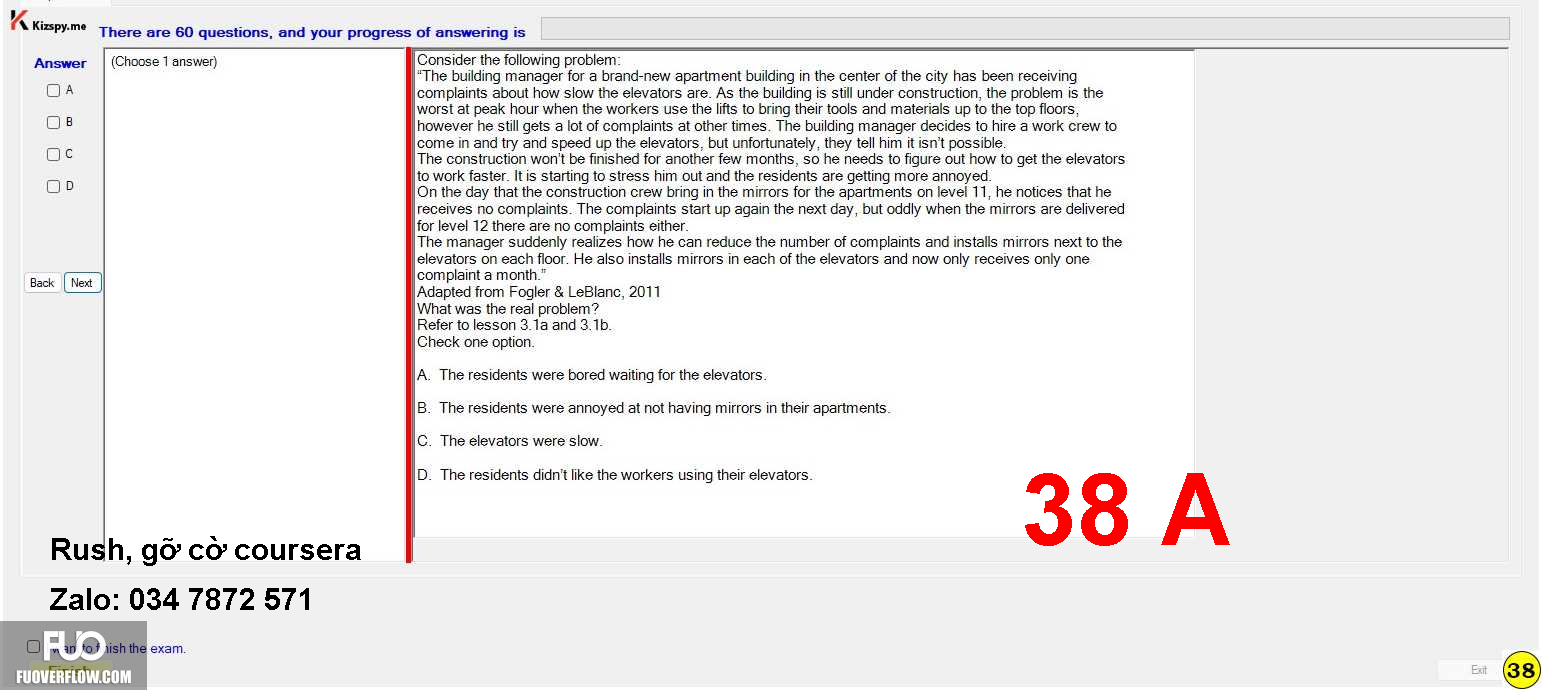 Kizspy.me
There are 60 questions, and your progress of answering is
Answer
A
B
C
D
Back Next
(Choose 1 answer)
Consider the following problem:
“The building manager for a brand-new apartment building in the center of the city has been receiving
complaints about how slow the elevators are. As the building is still under construction, the problem is the
worst at peak hour when the workers use the lifts to bring their tools and materials up to the top floors,
however he still gets a lot of complaints at other times. The building manager decides to hire a work crew to
come in and try and speed up the elevators, but unfortunately, they tell him it isn’t possible.
The construction won’t be finished for another few months, so he needs to figure out how to get the elevators
to work faster. It is starting to stress him out and the residents are getting more annoyed.
On the day that the construction crew bring in the mirrors for the apartments on level 11, he notices that he
receives no complaints. The complaints start up again the next day, but oddly when the mirrors are delivered
for level 12 there are no complaints either.
The manager suddenly realizes how he can reduce the number of complaints and installs mirrors next to the
elevators on each floor. He also installs mirrors in each of the elevators and now only receives only one
complaint a month.”
Adapted from Fogler & LeBlanc, 2011
What was the real problem?
Refer to lesson 3.1a and 3.1b.
Check one option.
A. The residents were bored waiting for the elevators.
B. The residents were annoyed at not having mirrors in their apartments.
C. The elevators were slow.
D. The residents didn’t like the workers using their elevators.
38 A
Rush, gỡ cờ coursera
Zalo: 034 7872 571
FUO
want to finish the exam.
Finish
FUOVERFLOW.COM
Exit
38